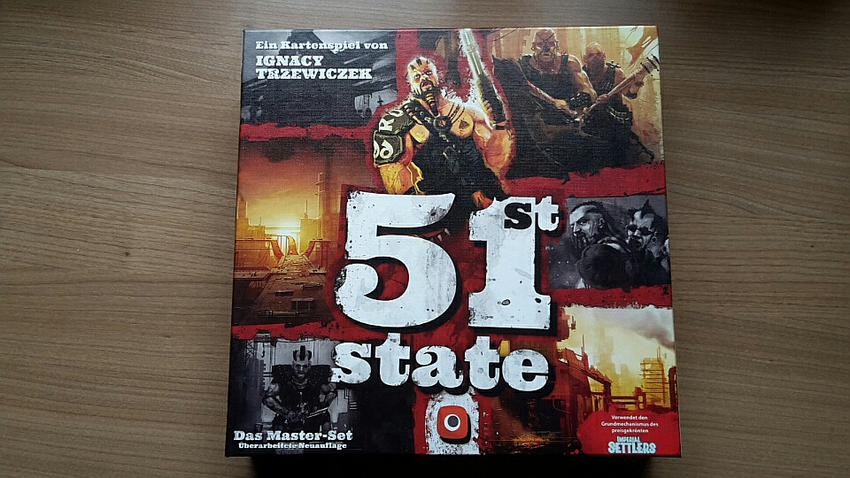 Ein Kartenspiel von
IGNACY
TRZEWICZEK
51st
state
Das Master-Set
Überarbeitete Neuauflage
Verwendet den
Grundmechanismus des
preisgekrönten
IMPERIAL
SETTLERS